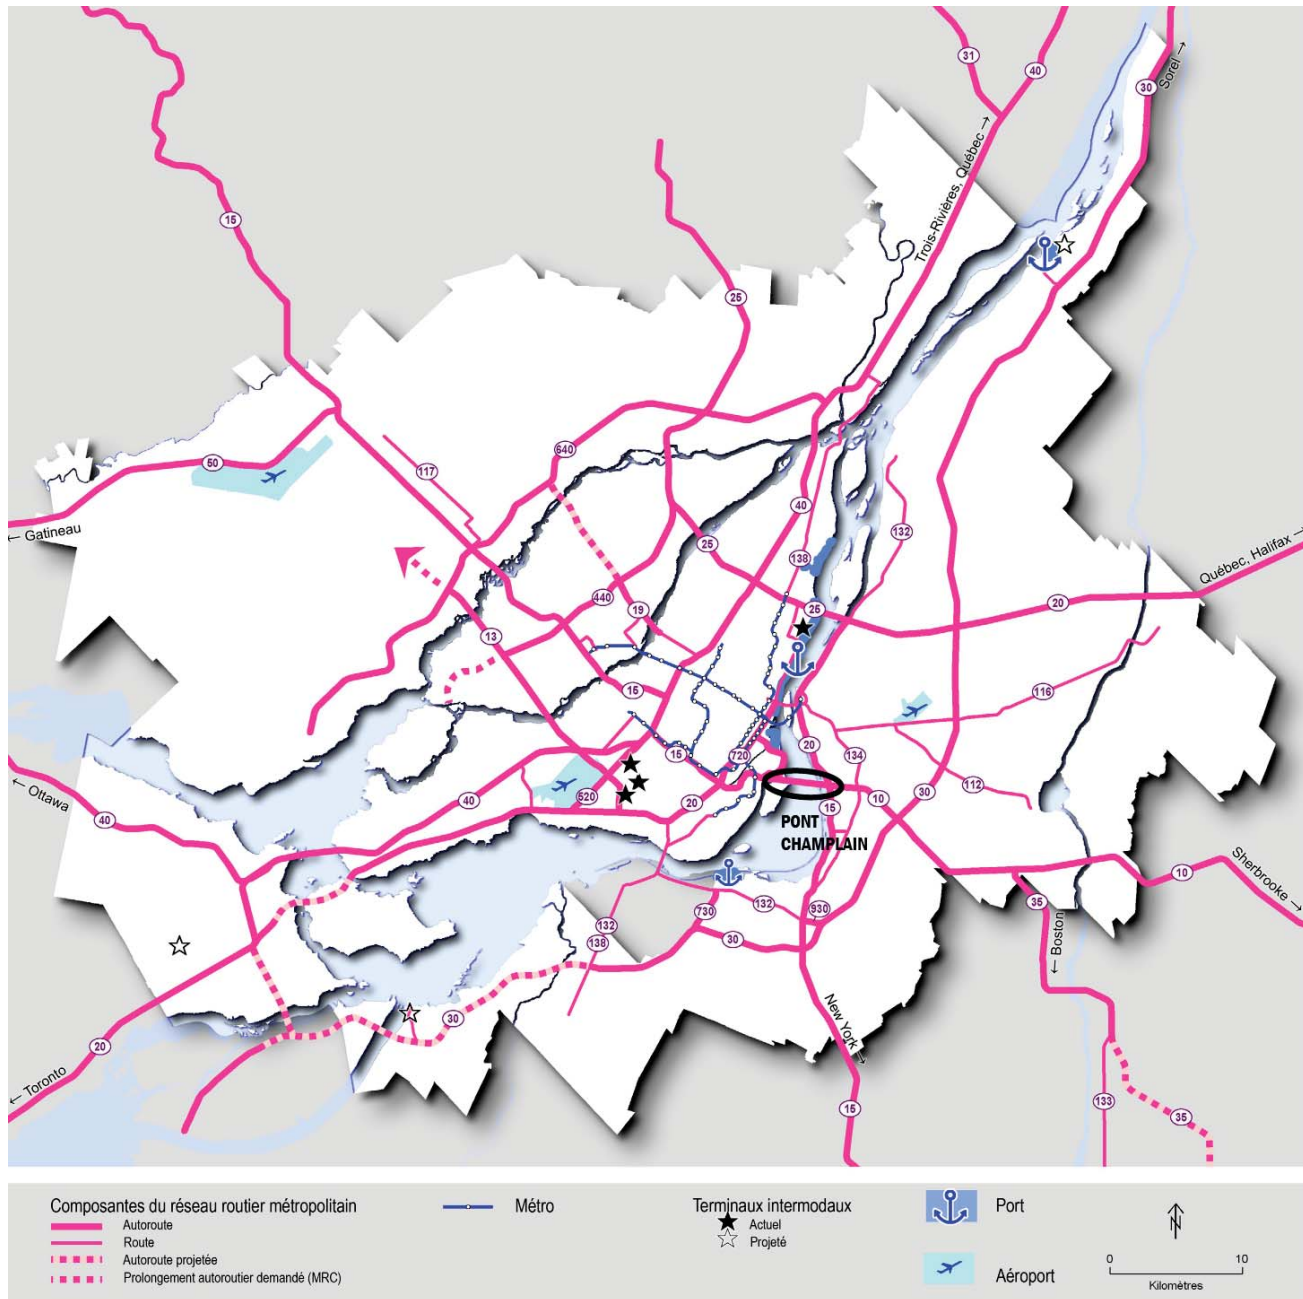 31
40
Sorel →
30
15
Trois-Rivières, Québec →
25
640
117
50
← Gatineau
40
25
132
138
Québec, Halifax →
20
440
19
25
13
116
15
15
720
20
134
← Ottawa
40
520
20
112
40
10
30
15
PONT
CHAMPLAIN
Sherbrooke →
10
132
730
132
930
35
138
30
← Boston
New York →
30
20
← Toronto
15
133
35
Composantes du réseau routier métropolitain
Autoroute
Route
Autoroute projetée
Prolongement autoroutier demandé (MRC)
Métro
Terminaux intermodaux
Actuel
Projeté
Port
Aéroport
N
0 10
Kilomètres